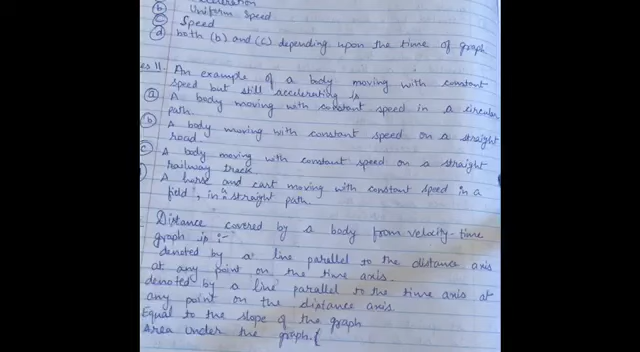 (b) Uniform Speed
(c) Speed
(d) both (b) and (c) depending upon the time of graph
es 11. An example of a body moving with constant
speed but still accelerating is
(a) A body moving with constant speed in a circular
path.
(b) A body moving with constant speed on a straight
road.
(c) A body moving with constant speed on a straight
railway track.
A horse and cart moving with constant speed in a
field, in a straight path.
Distance covered by a body from velocity-time
graph is :-
denoted by a line parallel to the distance axis
at any point on the time axis.
denoted by a line parallel to the time axis at
any point on the distance axis.
Equal to the slope of the graph
Area under the graph.(